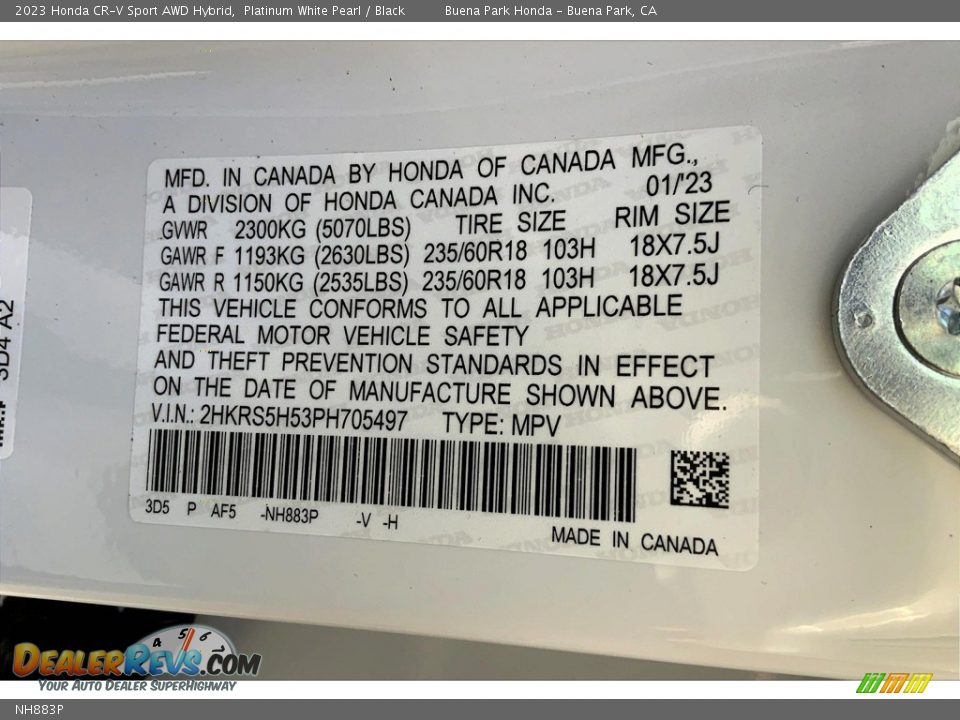 2023 Honda CR-V Sport AWD Hybrid, Platinum White Pearl / Black Buena Park Honda - Buena Park, CA
MFD. IN CANADA BY HONDA OF CANADA MFG.,
A DIVISION OF HONDA CANADA INC. 01/'23
GVWR 2300KG (5070LBS) TIRE SIZE RIM SIZE
GAWR F 1193KG (2630LBS) 235/60R18 103H 18X7.5J
GAWR R 1150KG (2535LBS) 235/60R18 103H 18X7.5J
THIS VEHICLE CONFORMS TO ALL APPLICABLE
FEDERAL MOTOR VEHICLE SAFETY
AND THEFT PREVENTION STANDARDS IN EFFECT
ON THE DATE OF MANUFACTURE SHOWN ABOVE.
V.I.N.: 2HKRS5H53PH705497 TYPE: MPV
3D5 P AF5 -NH883P -V -H
MADE IN CANADA
3D4 A2
4 5 6
DEALERREVS.COM
YOUR AUTO DEALER SUPERHIGHWAY
NH883P